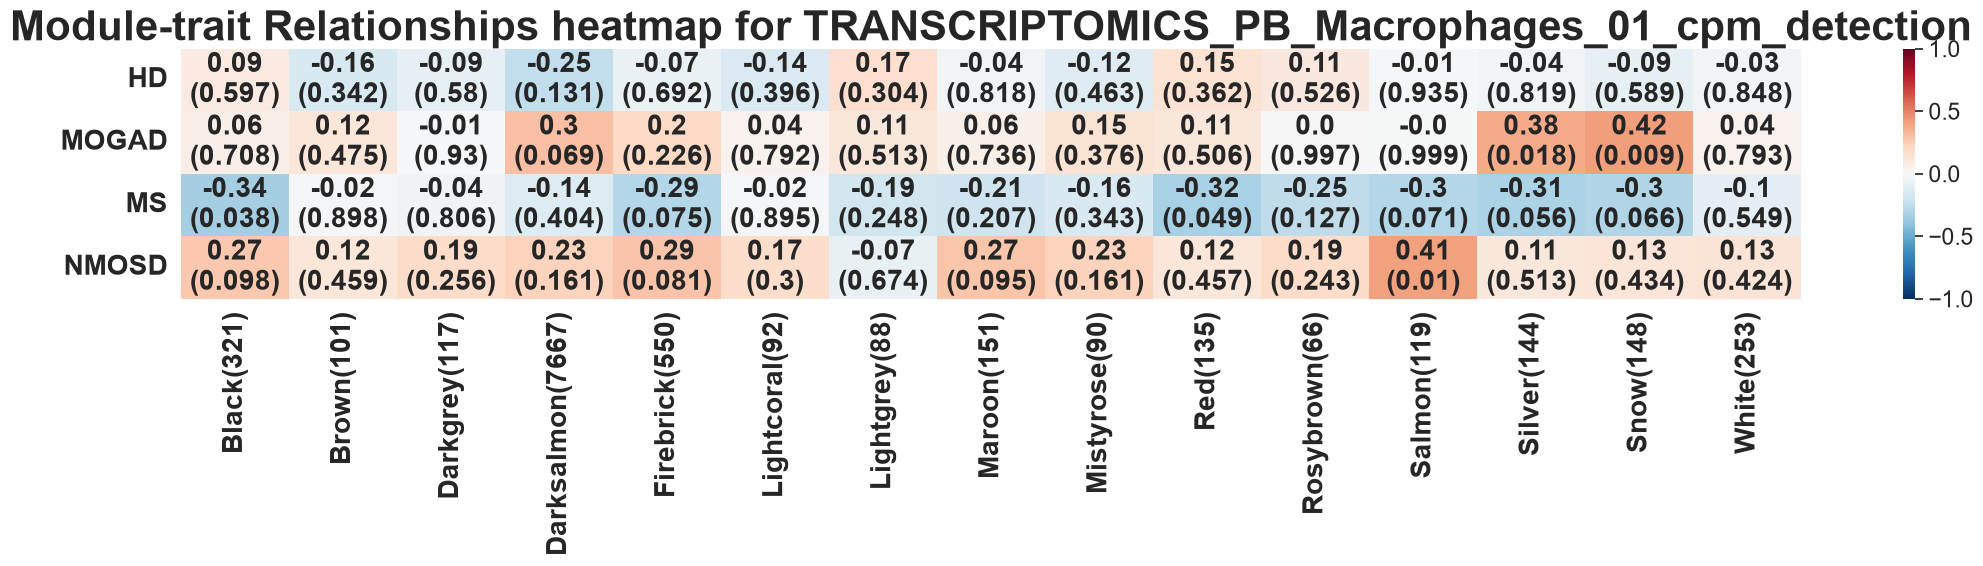 Module-trait Relationships heatmap for TRANSCRIPTOMICS_PB_Macrophages_01_cpm_detection
HD
0.09 -0.16 -0.09 -0.25 -0.07 -0.14 0.17 -0.04 -0.12 0.15 0.11 -0.01 -0.04 -0.09 -0.03
(0.597) (0.342) (0.58) (0.131) (0.692) (0.396) (0.304) (0.818) (0.463) (0.362) (0.526) (0.935) (0.819) (0.589) (0.848)
MOGAD
0.06 0.12 -0.01 0.3 0.2 0.04 0.11 0.06 0.15 0.11 0.0 -0.0 0.38 0.42 0.04
(0.708) (0.475) (0.93) (0.069) (0.226) (0.792) (0.513) (0.736) (0.376) (0.506) (0.997) (0.999) (0.018) (0.009) (0.793)
MS
-0.34 -0.02 -0.04 -0.14 -0.29 -0.02 -0.19 -0.21 -0.16 -0.32 -0.25 -0.3 -0.31 -0.3 -0.1
(0.038) (0.898) (0.806) (0.404) (0.075) (0.895) (0.248) (0.207) (0.343) (0.049) (0.127) (0.071) (0.056) (0.066) (0.549)
NMOSD
0.27 0.12 0.19 0.23 0.29 0.17 -0.07 0.27 0.23 0.12 0.19 0.41 0.11 0.13 0.13
(0.098) (0.459) (0.256) (0.161) (0.081) (0.3) (0.674) (0.095) (0.161) (0.457) (0.243) (0.01) (0.513) (0.434) (0.424)
Black(321)
Brown(101)
Darkgrey(117)
Darksalmon(7667)
Firebrick(550)
Lightcoral(92)
Lightgrey(88)
Maroon(151)
Mistyrose(90)
Red(135)
Rosybrown(66)
Salmon(119)
Silver(144)
Snow(148)
White(253)
1.0
0.5
0.0
−0.5
−1.0